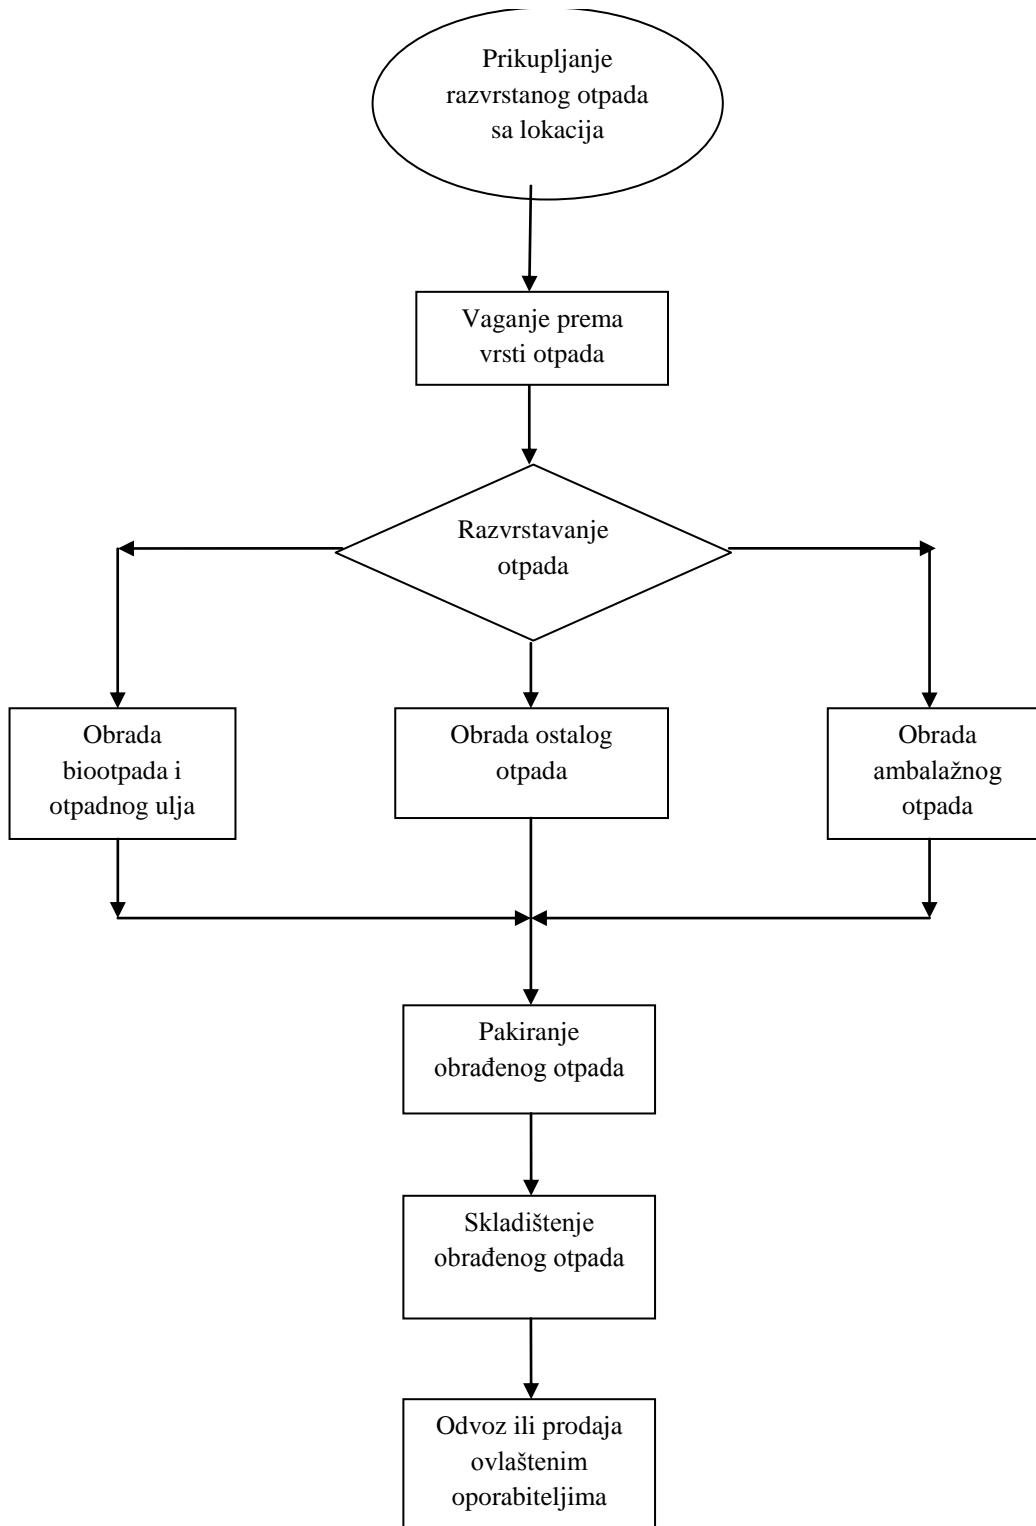 Prikupljanje
razvrstanog otpada
sa lokacija
Vaganje prema
vrsti otpada
Razvrstavanje
otpada
Obrada
biootpada i
otpadnog ulja
Obrada ostalog
otpada
Obrada
ambalažnog
otpada
Pakiranje
obrađenog otpada
Skladištenje
obrađenog otpada
Odvoz ili prodaja
ovlaštenim
oporabiteljima